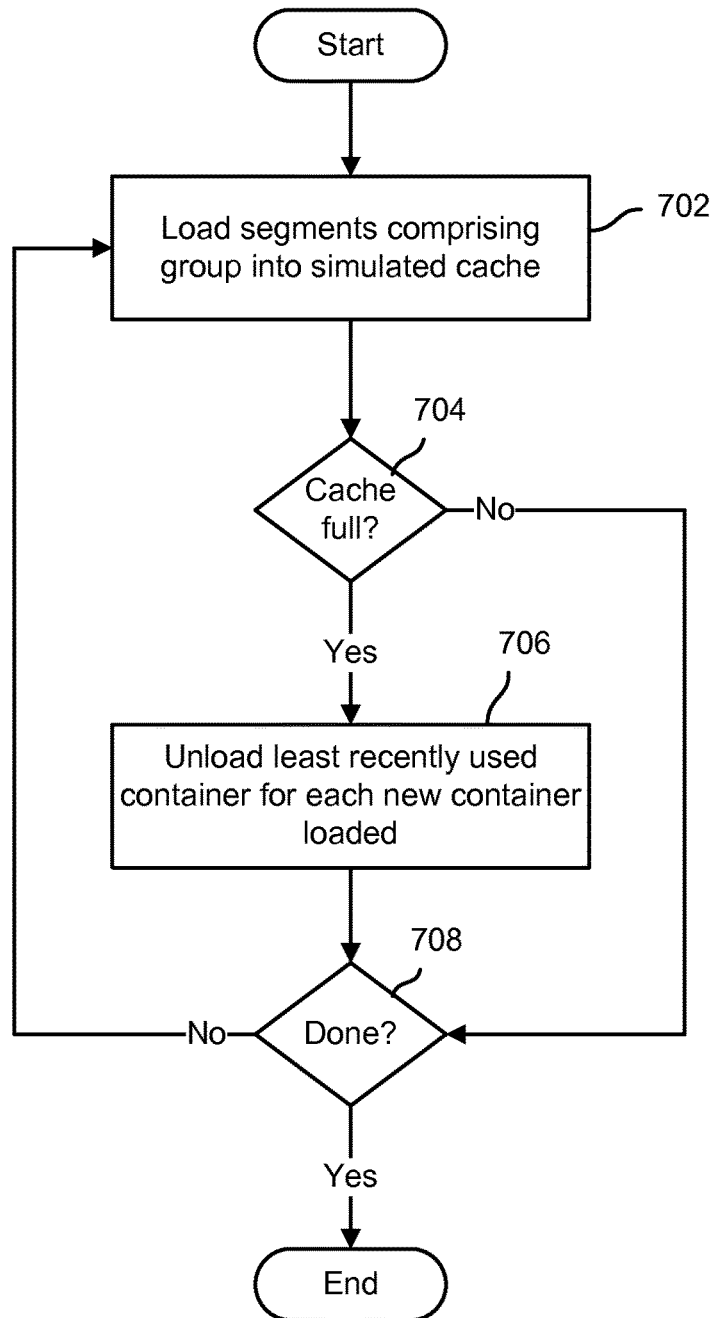 Start
702
Load segments comprising
group into simulated cache
704
Cache
full?
No
Yes
706
Unload least recently used
container for each new container
loaded
708
No
Done?
Yes
End